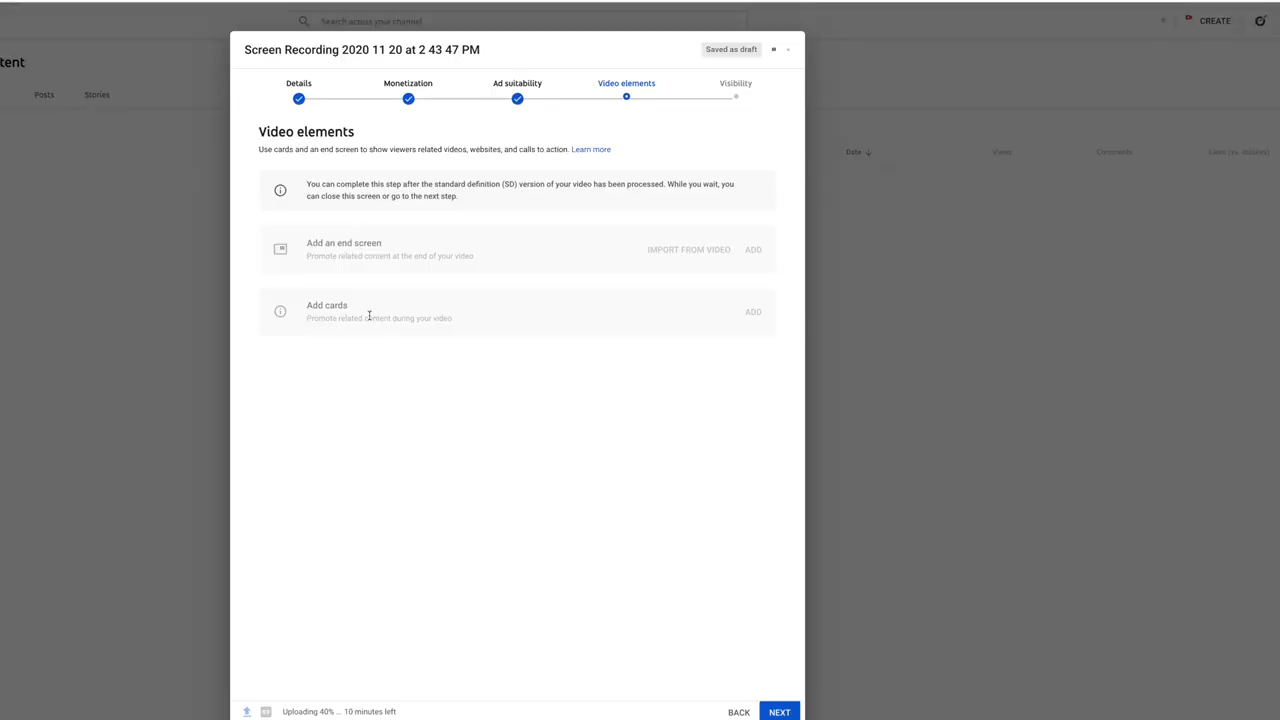 Search across your channel
CREATE
tent
Posts Stories
Screen Recording 2020 11 20 at 2 43 47 PM
Saved as draft
Details Monetization Ad suitability Video elements Visibility
Video elements
Use cards and an end screen to show viewers related videos, websites, and calls to action. Learn more
You can complete this step after the standard definition (SD) version of your video has been processed. While you wait, you
can close this screen or go to the next step.
Add an end screen
Promote related content at the end of your video
IMPORT FROM VIDEO ADD
Add cards
Promote related content during your video
ADD
Date Views Comments Likes (vs. dislikes)
Uploading 40% ... 10 minutes left
BACK NEXT